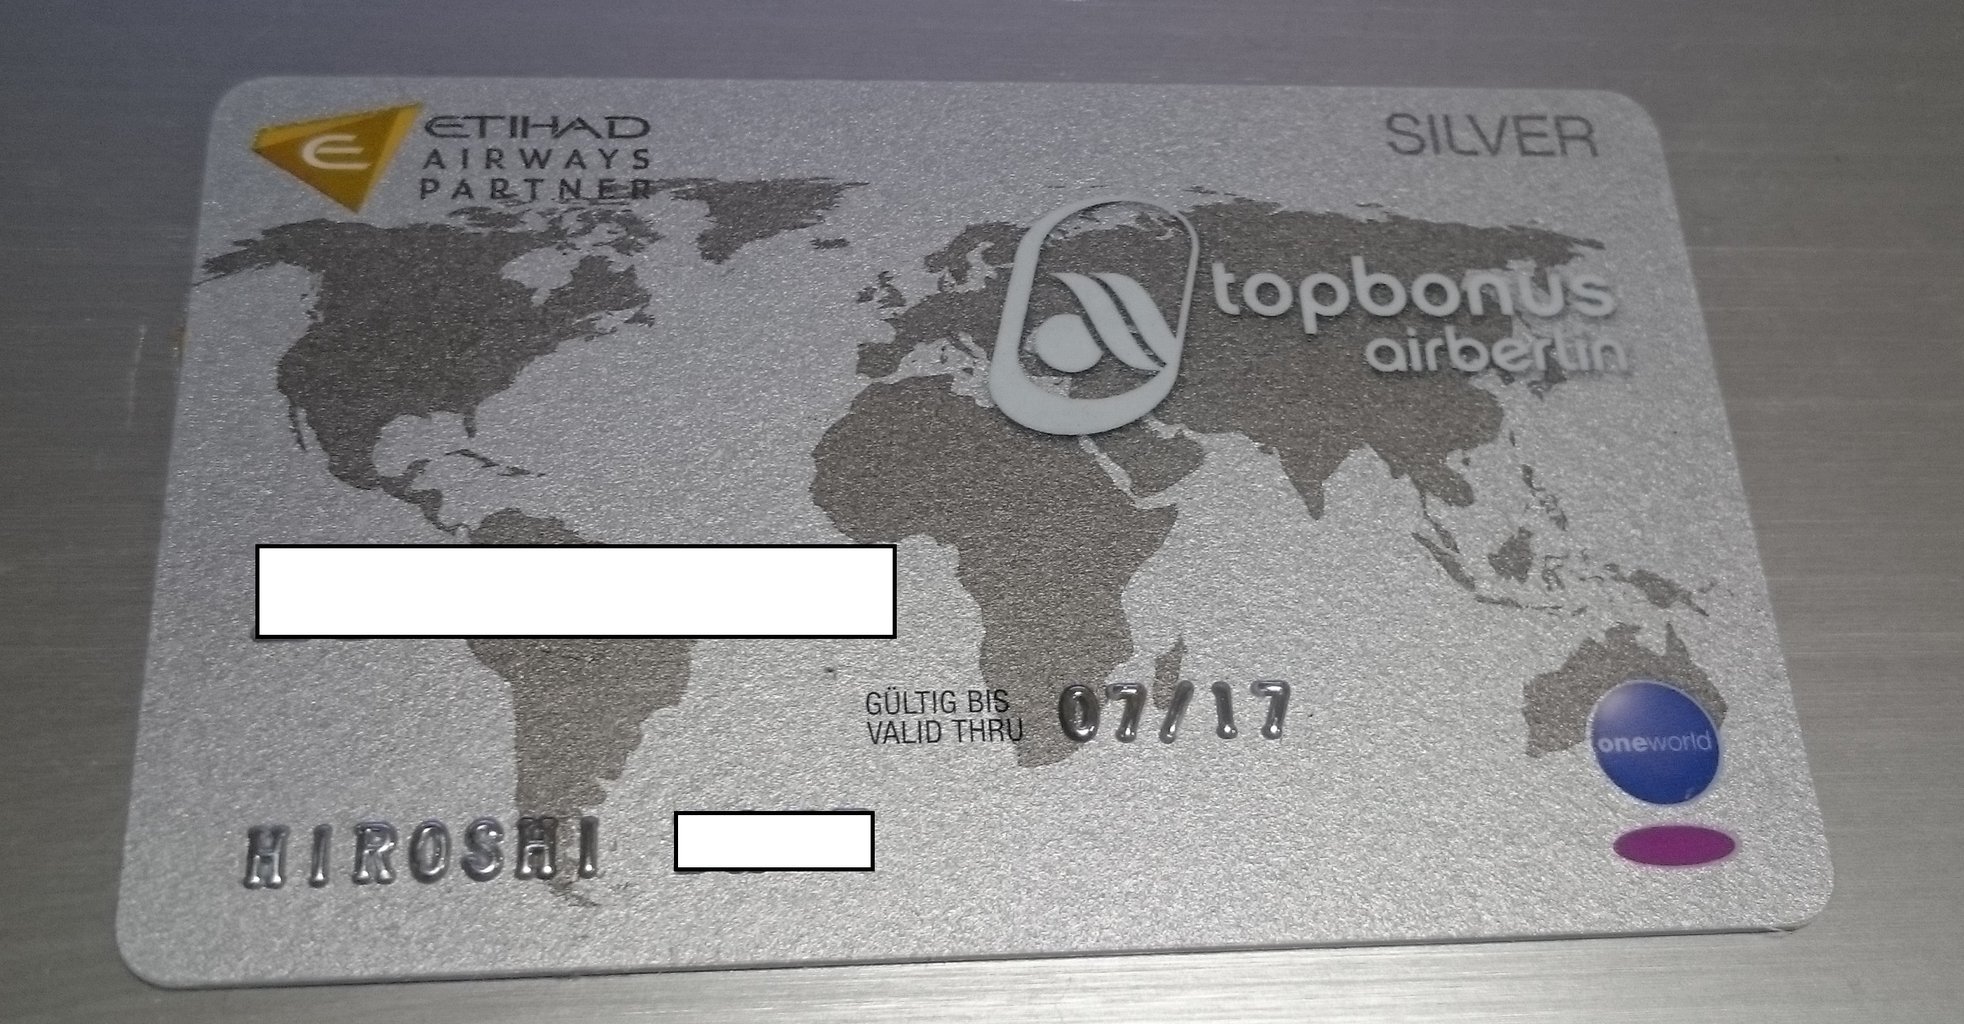 ETIHAD
AIRWAYS
PARTNER
SILVER
topbonus
airberlin
GÜLTIG BIS
VALID THRU
07/17
HIROSHI
oneworld